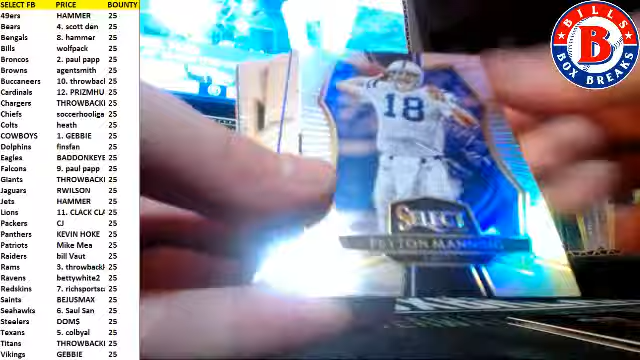 SELECT FB PRICE BOUNTY
49ers HAMMER 25
Bears 4. scott den 25
Bengals 8. hammer 25
Bills wolfpack 25
Broncos 2. paul papp 25
Browns agentsmith 25
Buccaneers 10. throwbacl 25
Cardinals 12. PRIZMHU 25
Chargers THROWBACKI 25
Chiefs soccerhooliga 25
Colts heath 25
COWBOYS 1. GEBBIE 25
Dolphins finsfan 25
Eagles BADDONKEYE 25
Falcons 9. paul papp 25
Giants THROWBACKI 25
Jaguars RWILSON 25
Jets HAMMER 25
Lions 11. CLACK CLA 25
Packers CJ 25
Panthers KEVIN HOKE 25
Patriots Mike Mea 25
Raiders bill Vaut 25
Rams 3. throwbackl 25
Ravens bettywhite2 25
Redskins 7. richsports 25
Saints BEJUSMAX 25
Seahawks 6. Saul San 25
Steelers DOMS 25
Texans 5. colbyal 25
Titans THROWBACKI 25
Vikings GEBBIE 25
BILLS
B
BOX BREAKS
18
SELECT
PEYTON MANNING